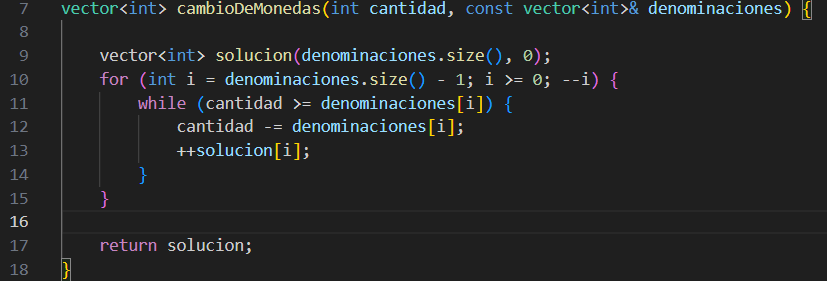 7 vector<int> cambioDeMonedas(int cantidad, const vector<int>& denominaciones) {
8
9 vector<int> solucion(denominaciones.size(), 0);
10 for (int i = denominaciones.size() - 1; i >= 0; --i) {
11 while (cantidad >= denominaciones[i]) {
12 cantidad -= denominaciones[i];
13 ++solucion[i];
14 }
15 }
16
17 return solucion;
18 }